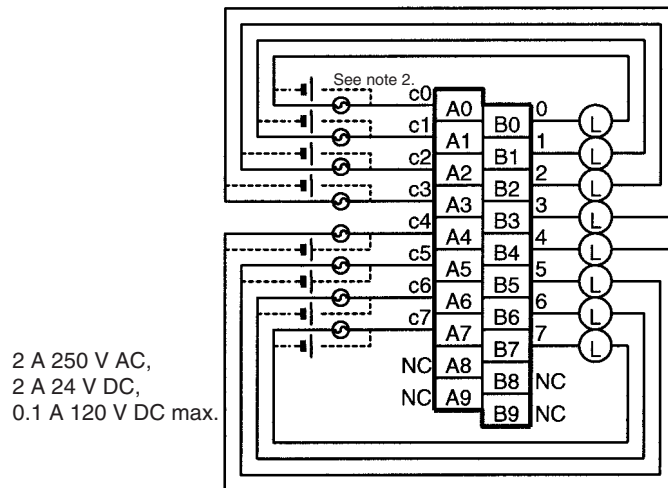 See note 2.
c0 A0 0
c1 B0 L
A1 1
c2 B1 L
A2 2
c3 B2 L
A3 3
c4 B3 L
A4 4
c5 B4 L
A5 5
c6 B5 L
A6 6
c7 B6 L
A7 7
B7 L
NC A8
B8 NC
NC A9
B9 NC
2 A 250 V AC,
2 A 24 V DC,
0.1 A 120 V DC max.